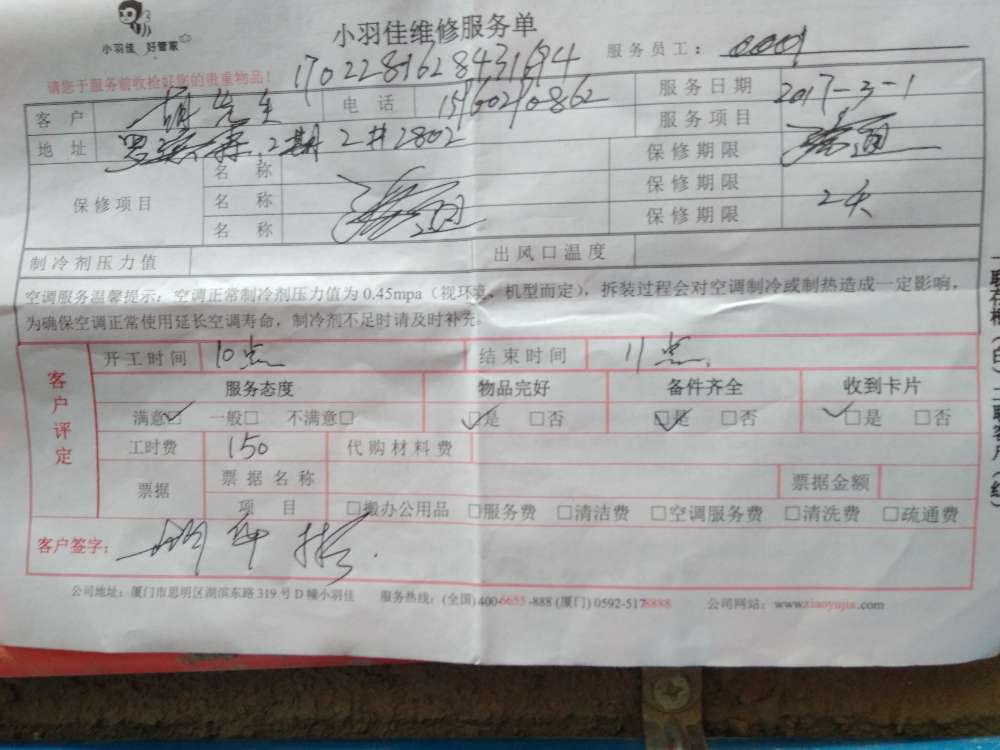 小羽佳 好管家
小羽佳维修服务单
服务员工：
请您于服务前收检好您的贵重物品！
客户 胡先生 电话 服务日期 2017-3-1
地址 2期2#2802 服务项目 疏通
保修项目 名称 保修期限
名称 疏通 保修期限 2天
名称 保修期限
制冷剂压力值 出风口温度
空调服务温馨提示：空调正常制冷剂压力值为0.45mpa（视环境、机型而定），拆装过程会对空调制冷或制热造成一定影响，
为确保空调正常使用延长空调寿命，制冷剂不足时请及时补充。
客户评定
开工时间 10点 结束时间 11点
服务态度 物品完好 备件齐全 收到卡片
满意□ 一般□ 不满意□ □是 □否 □是 □否 □是 □否
工时费 150 代购材料费
票据 票据名称 票据金额
项目 □搬办公用品 □服务费 □清洁费 □空调服务费 □清洗费 □疏通费
客户签字：
公司地址：厦门市思明区湖滨东路319号D幢小羽佳 服务热线：(全国)400-6655-888 (厦门)0592-5178888 公司网站：www.xiaoyujia.com